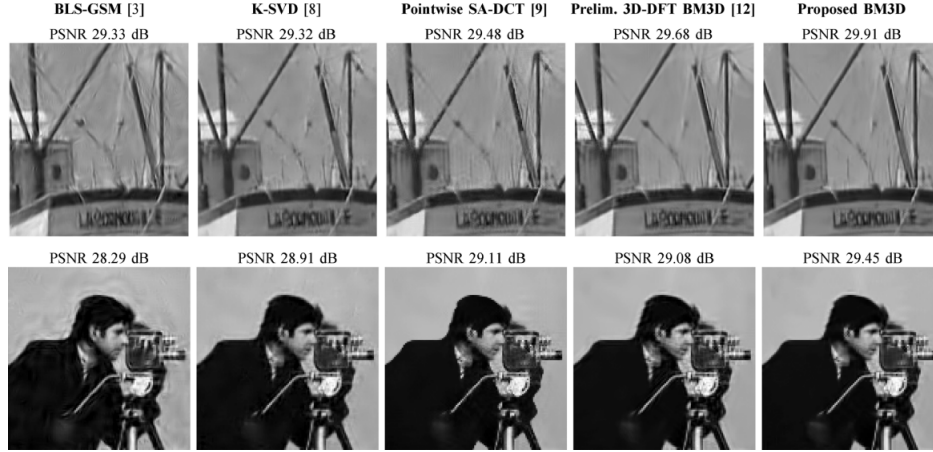 BLS-GSM [3] K-SVD [8] Pointwise SA-DCT [9] Prelim. 3D-DFT BM3D [12] Proposed BM3D
PSNR 29.33 dB PSNR 29.32 dB PSNR 29.48 dB PSNR 29.68 dB PSNR 29.91 dB
PSNR 28.29 dB PSNR 28.91 dB PSNR 29.11 dB PSNR 29.08 dB PSNR 29.45 dB